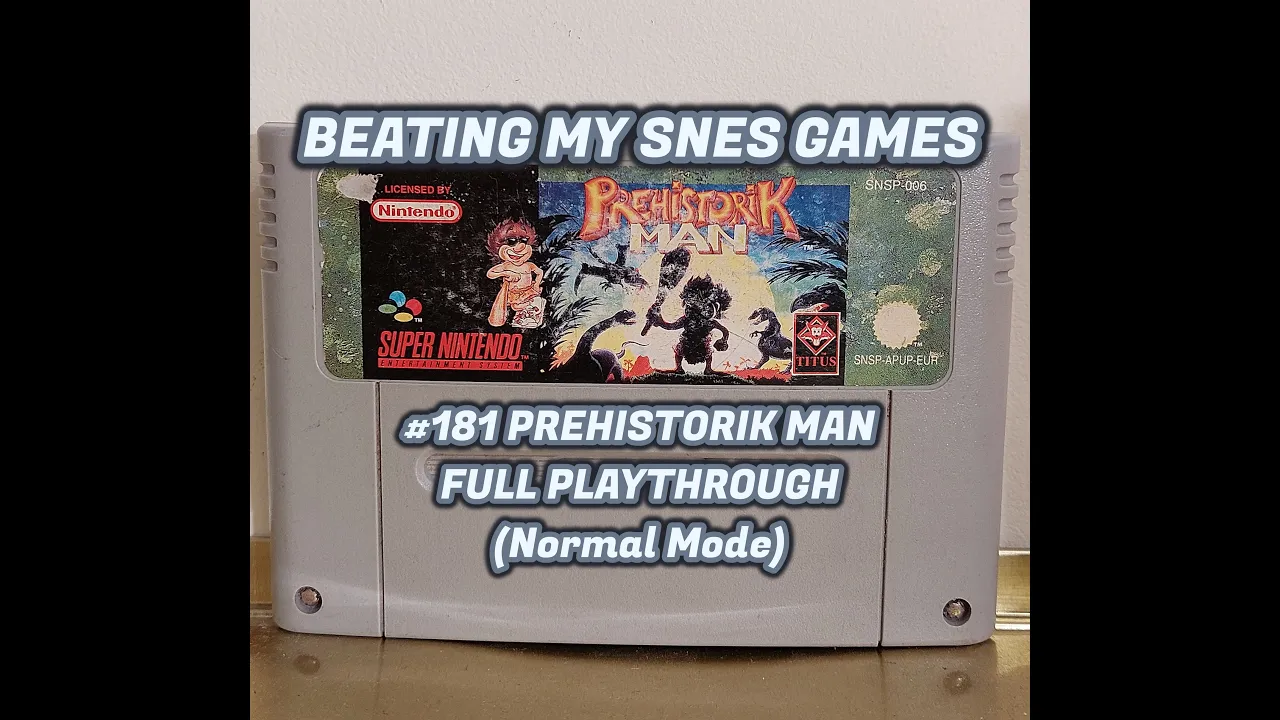 BEATING MY SNES GAMES
SNSP-006
LICENSED BY
Nintendo
PREHISTORIK
MAN
TM
SUPER NINTENDO
ENTERTAINMENT SYSTEM
TITUS
SNSP-APUP-EUR
#181 PREHISTORIK MAN
FULL PLAYTHROUGH
(Normal Mode)